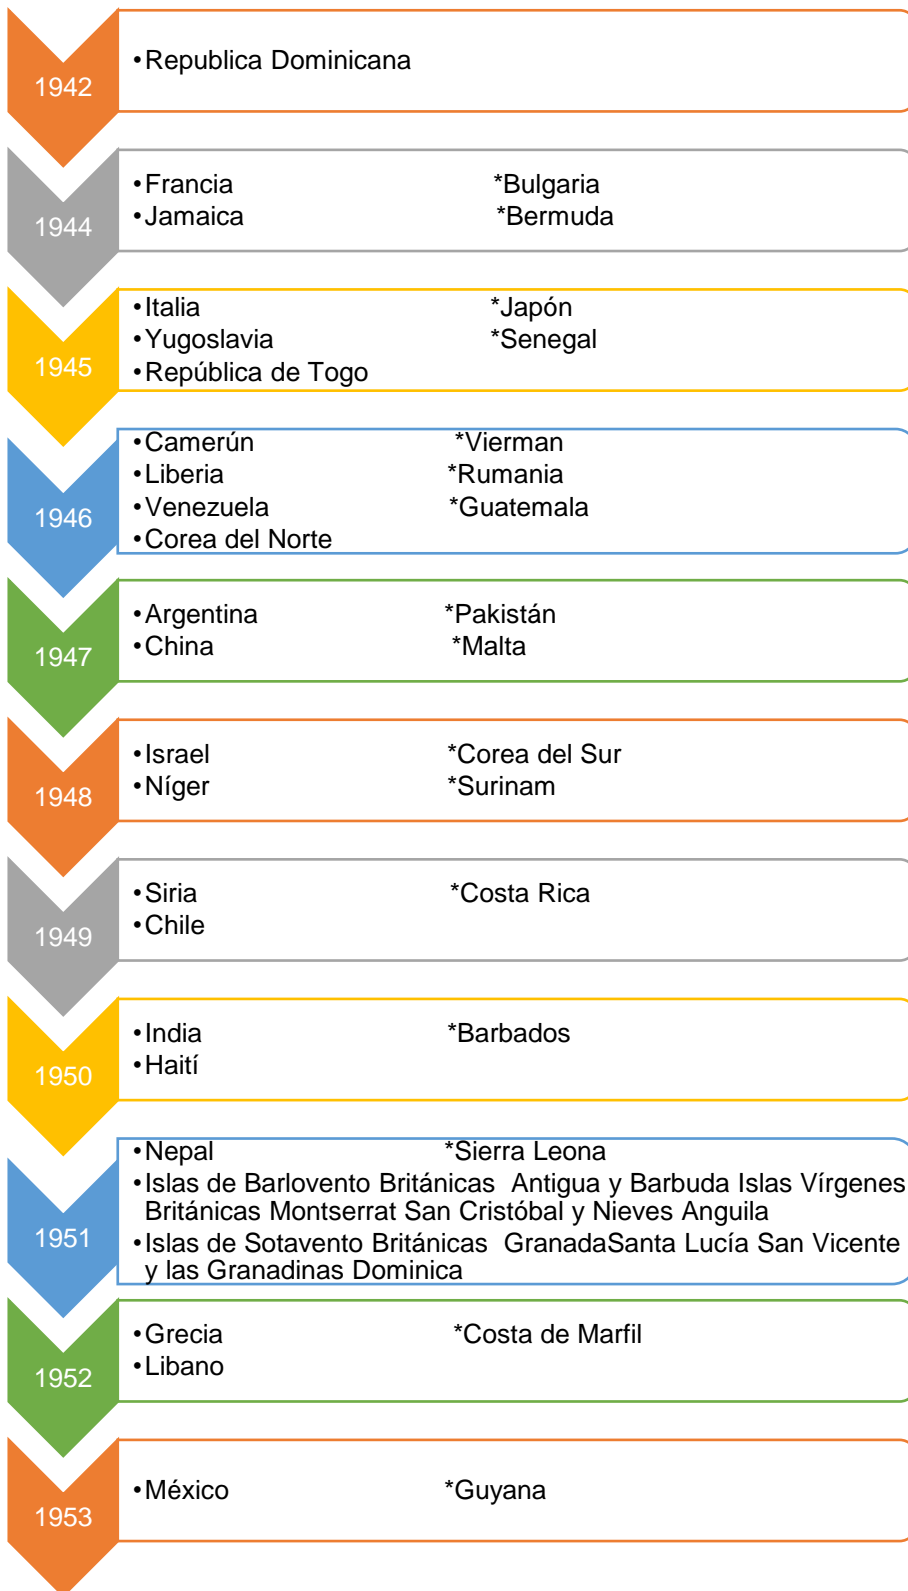 1942
•Republica Dominicana
1944
•Francia *Bulgaria
•Jamaica *Bermuda
1945
•Italia *Japón
•Yugoslavia *Senegal
•República de Togo
1946
•Camerún *Vierman
•Liberia *Rumania
•Venezuela *Guatemala
•Corea del Norte
1947
•Argentina *Pakistán
•China *Malta
1948
•Israel *Corea del Sur
•Níger *Surinam
1949
•Siria *Costa Rica
•Chile
1950
•India *Barbados
•Haití
1951
•Nepal *Sierra Leona
•Islas de Barlovento Británicas Antigua y Barbuda Islas Vírgenes
Británicas Montserrat San Cristóbal y Nieves Anguila
•Islas de Sotavento Británicas GranadaSanta Lucía San Vicente
y las Granadinas Dominica
1952
•Grecia *Costa de Marfil
•Libano
1953
•México *Guyana